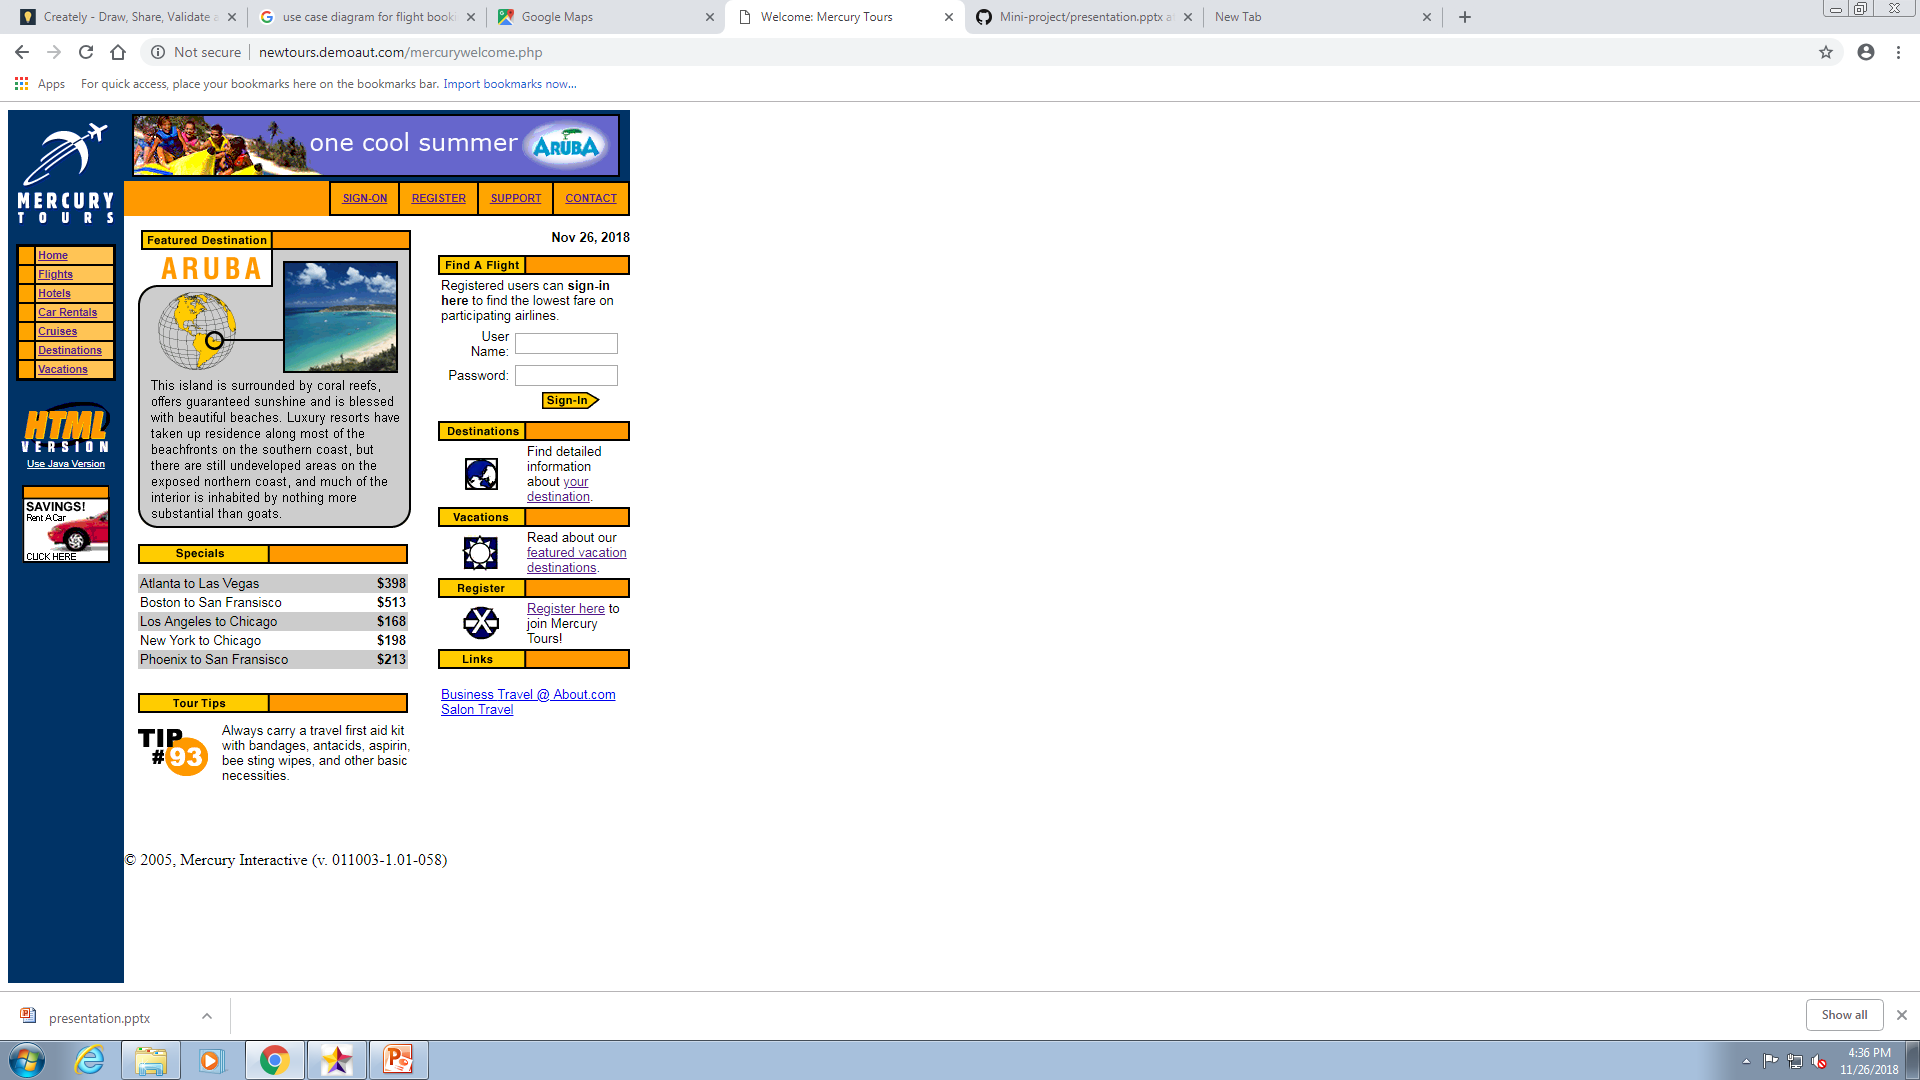 Creately - Draw, Share, Validate a
use case diagram for flight booki
Google Maps
Welcome: Mercury Tours
Mini-project/presentation.pptx a
New Tab
Not secure
newtours.demoaut.com/mercurywelcome.php
Apps
For quick access, place your bookmarks here on the bookmarks bar. Import bookmarks now...
MERCURY
TOURS
one cool summer
ARUBA
SIGN-ON
REGISTER
SUPPORT
CONTACT
Home
Flights
Hotels
Car Rentals
Cruises
Destinations
Vacations
HTML
VERSION
Use Java Version
SAVINGS!
Rent A Car
CLICK HERE
Featured Destination
ARUBA
This island is surrounded by coral reefs,
offers guaranteed sunshine and is blessed
with beautiful beaches. Luxury resorts have
taken up residence along most of the
beachfronts on the southern coast, but
there are still undeveloped areas on the
exposed northern coast, and much of the
interior is inhabited by nothing more
substantial than goats.
Specials
Atlanta to Las Vegas $398
Boston to San Fransisco $513
Los Angeles to Chicago $168
New York to Chicago $198
Phoenix to San Fransisco $213
Tour Tips
TIP
#93
Always carry a travel first aid kit
with bandages, antacids, aspirin,
bee sting wipes, and other basic
necessities.
Nov 26, 2018
Find A Flight
Registered users can sign-in
here to find the lowest fare on
participating airlines.
User
Name:
Password:
Sign-In
Destinations
Find detailed
information
about your
destination.
Vacations
Read about our
featured vacation
destinations.
Register
Register here to
join Mercury
Tours!
Links
Business Travel @ About.com
Salon Travel
© 2005, Mercury Interactive (v. 011003-1.01-058)
presentation.pptx
Show all
4:36 PM
11/26/2018